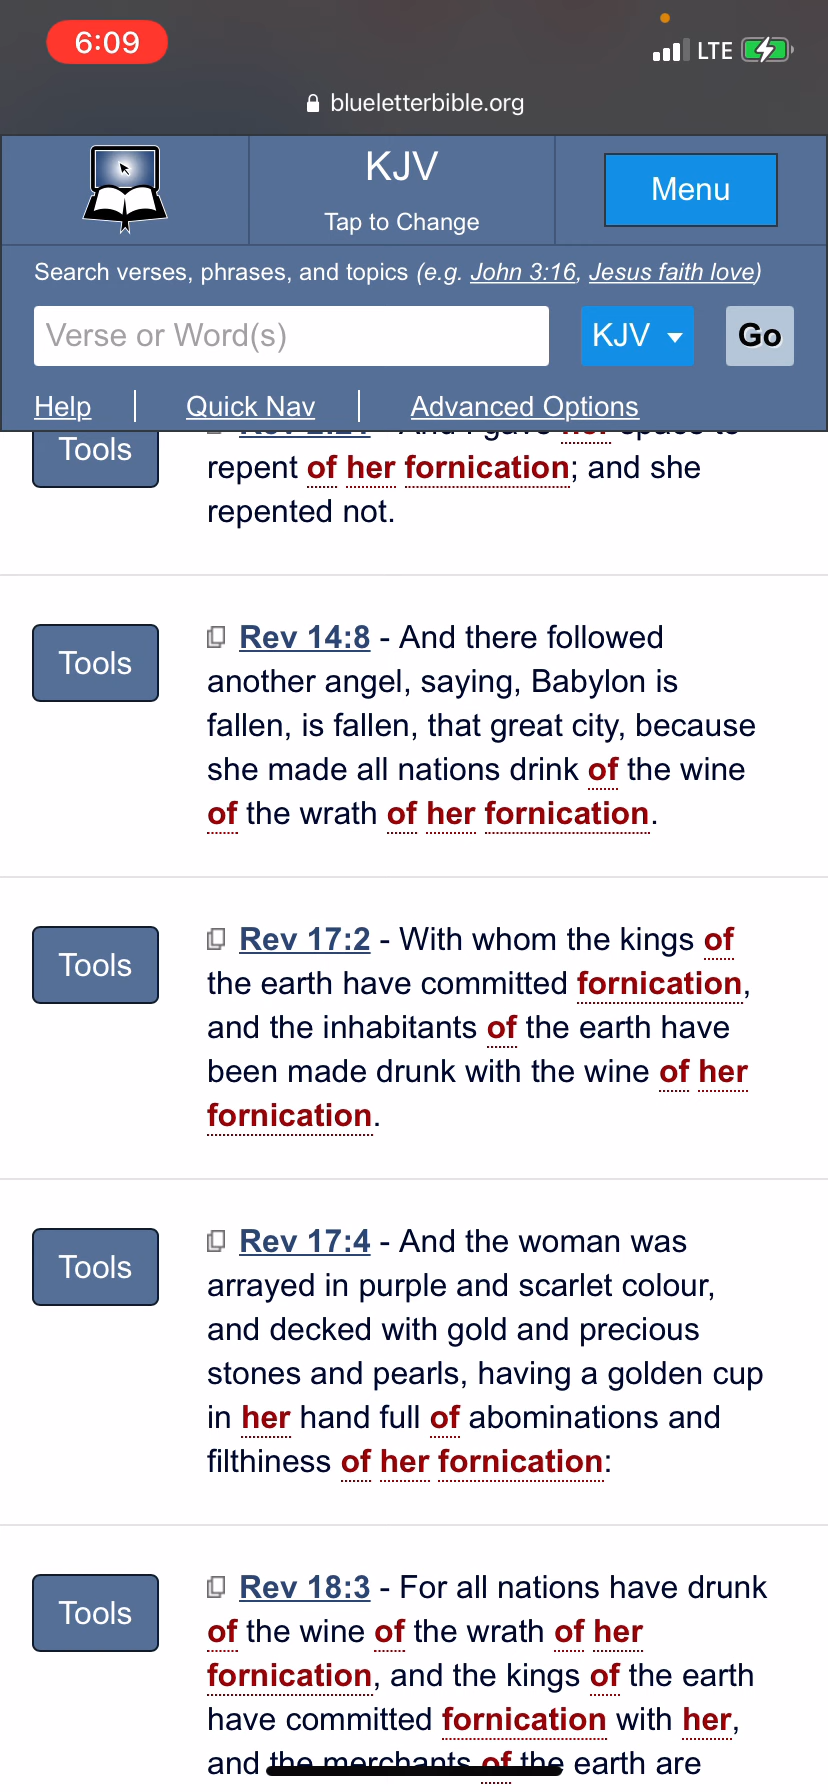 6:09
LTE
blueletterbible.org
KJV
Tap to Change
Menu
Search verses, phrases, and topics (e.g. John 3:16, Jesus faith love)
Verse or Word(s)
KJV
Go
Help | Quick Nav | Advanced Options
Tools
repent of her fornication; and she
repented not.
Tools
Rev 14:8 - And there followed
another angel, saying, Babylon is
fallen, is fallen, that great city, because
she made all nations drink of the wine
of the wrath of her fornication.
Tools
Rev 17:2 - With whom the kings of
the earth have committed fornication,
and the inhabitants of the earth have
been made drunk with the wine of her
fornication.
Tools
Rev 17:4 - And the woman was
arrayed in purple and scarlet colour,
and decked with gold and precious
stones and pearls, having a golden cup
in her hand full of abominations and
filthiness of her fornication:
Tools
Rev 18:3 - For all nations have drunk
of the wine of the wrath of her
fornication, and the kings of the earth
have committed fornication with her,
and the merchants of the earth are